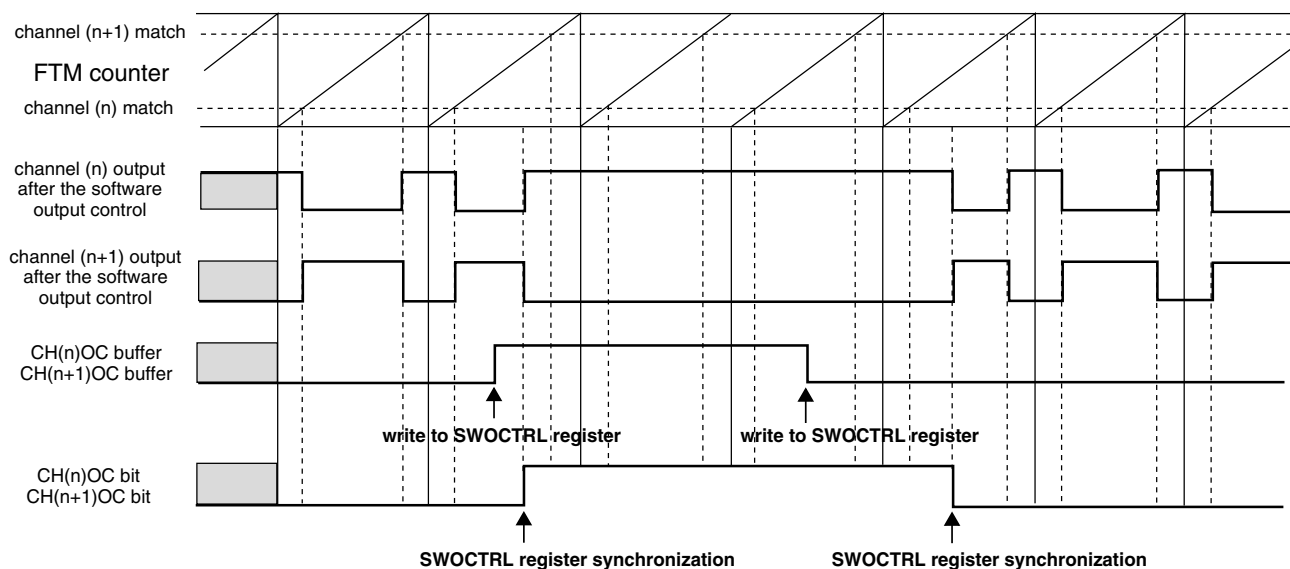 channel (n+1) match
FTM counter
channel (n) match
channel (n) output
after the software
output control
channel (n+1) output
after the software
output control
CH(n)OC buffer
CH(n+1)OC buffer
write to SWOCTRL register
write to SWOCTRL register
CH(n)OC bit
CH(n+1)OC bit
SWOCTRL register synchronization
SWOCTRL register synchronization